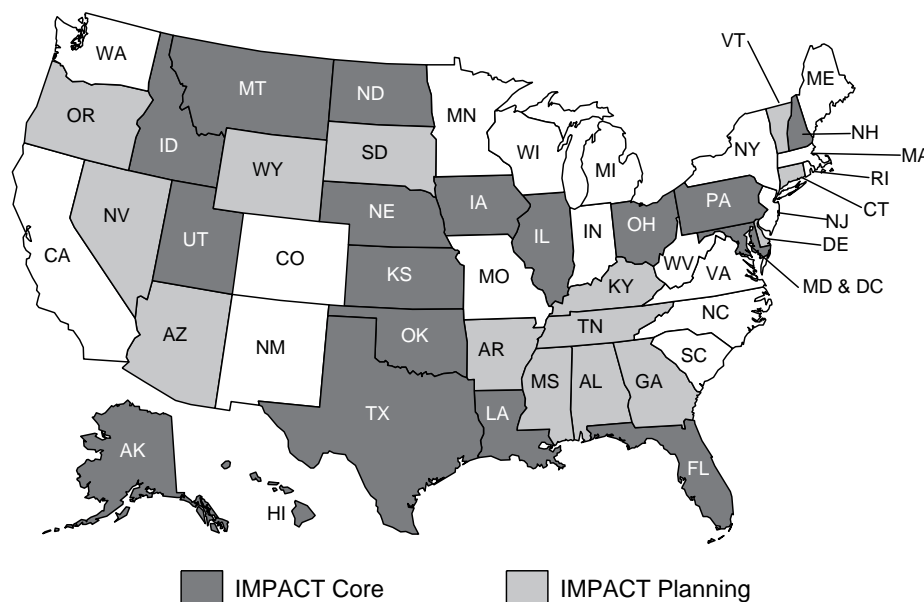 WA
MT
ND
MN
VT
ME
OR
ID
WY
SD
WI
MI
NY
NH
MA
RI
CT
NV
UT
NE
IA
IL
IN
OH
PA
NJ
DE
CA
CO
KS
MO
KY
WV
VA
MD & DC
AZ
NM
OK
AR
TN
NC
SC
TX
LA
MS
AL
GA
FL
AK
HI
IMPACT Core
IMPACT Planning